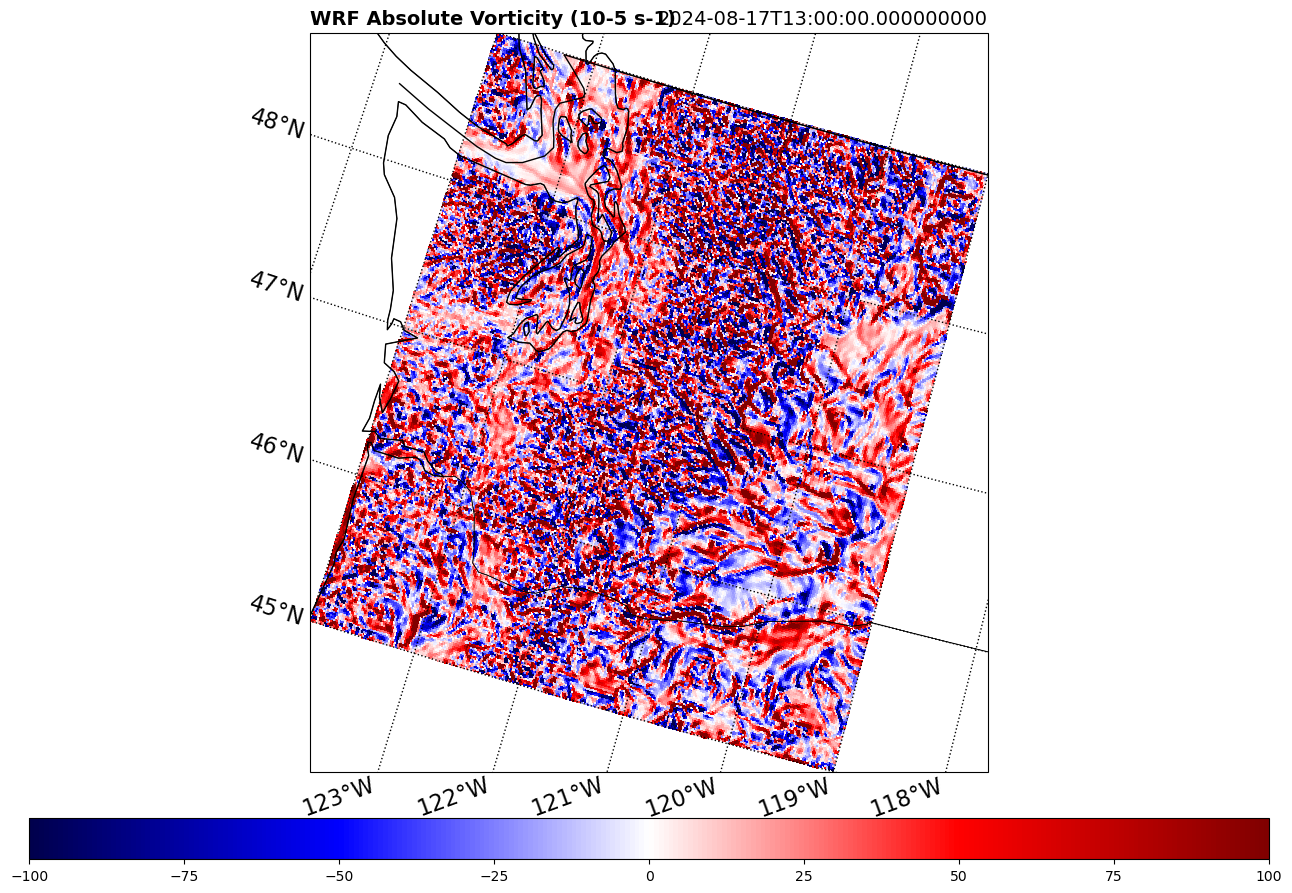 WRF Absolute Vorticity (10-5 s-1)
2024-08-17T13:00:00.000000000
48°N
47°N
46°N
45°N
123°W 122°W 121°W 120°W 119°W 118°W
−100 −75 −50 −25 0 25 50 75 100